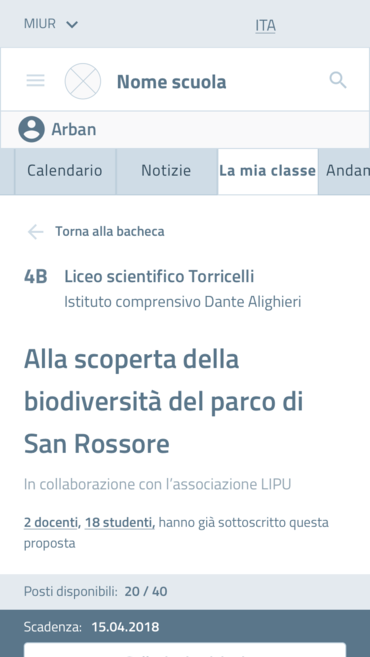 MIUR
ITA
Nome scuola
Arban
Calendario
Notizie
La mia classe
Andam
Torna alla bacheca
4B Liceo scientifico Torricelli
Istituto comprensivo Dante Alighieri
Alla scoperta della
biodiversità del parco di
San Rossore
In collaborazione con l'associazione LIPU
2 docenti, 18 studenti, hanno già sottoscritto questa
proposta
Posti disponibili: 20 / 40
Scadenza: 15.04.2018